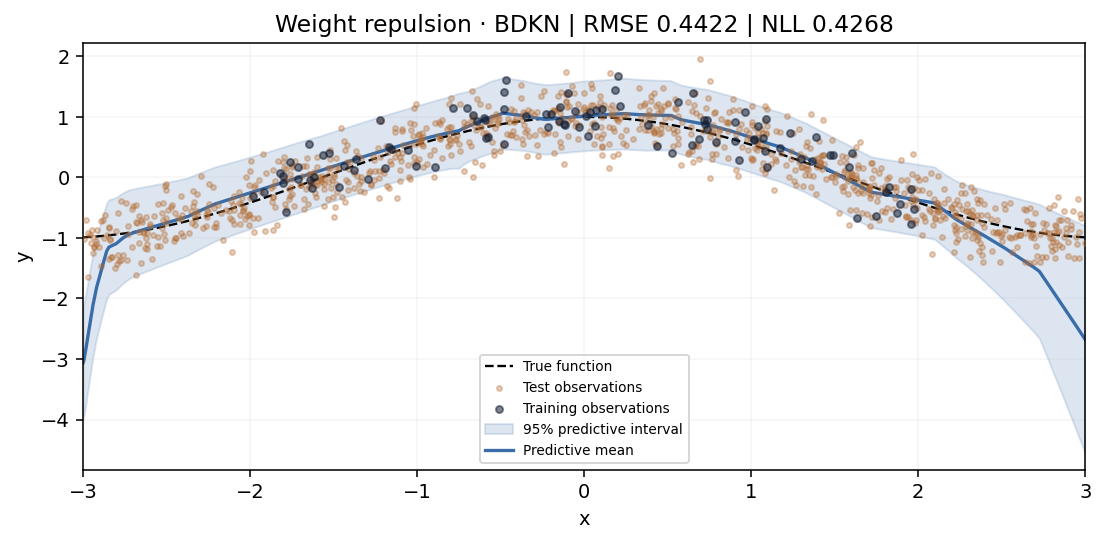 Weight repulsion · BDKN | RMSE 0.4422 | NLL 0.4268
2
1
0
−1
−2
−3
−4
y
True function
Test observations
Training observations
95% predictive interval
Predictive mean
−3 −2 −1 0 1 2 3
x